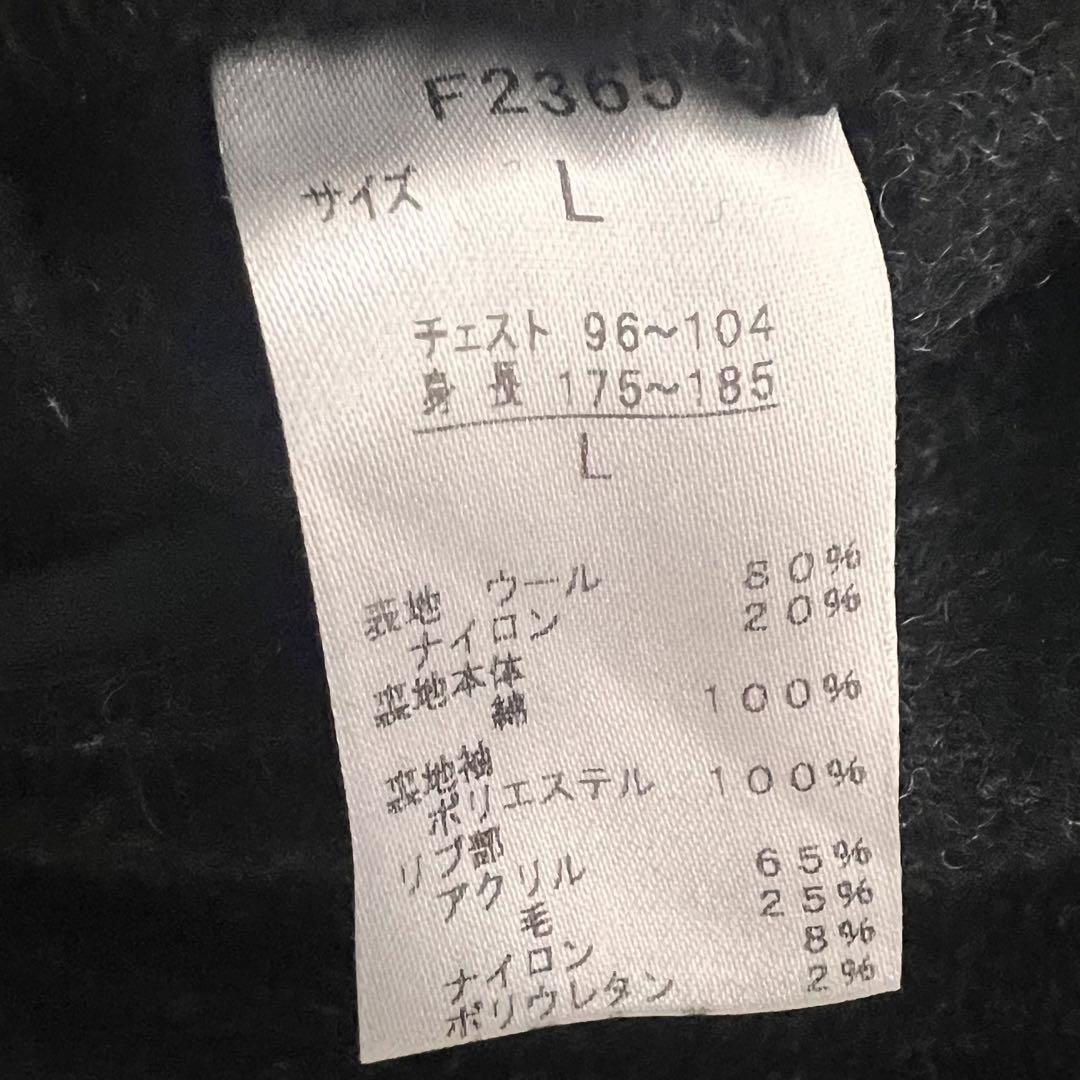 F2365
サイズ L
チェスト 96～104
身長 175～185
L
表地 ウール 80%
ナイロン 20%
裏地本体
綿 100%
裏地袖
ポリエステル 100%
リブ部
アクリル 65%
毛 25%
ナイロン 8%
ポリウレタン 2%